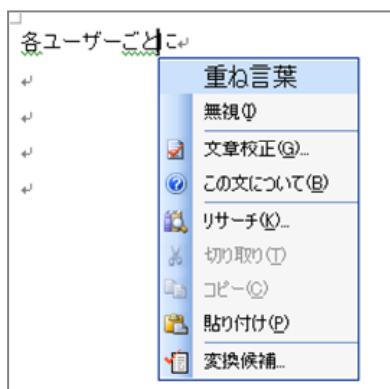 各ユーザーごとに
重ね言葉
無視(I)
文章校正(G)...
この文について(B)
リサーチ(K)...
切り取り(T)
コピー(C)
貼り付け(P)
変換候補...